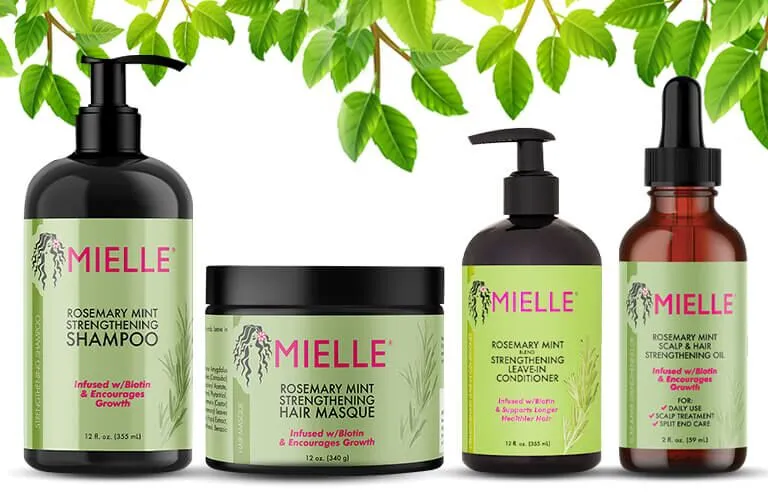 MIELLE®
ROSEMARY MINT
STRENGTHENING
SHAMPOO
Infused w/Biotin
& Encourages
Growth
12 fl. oz. (355 mL)
STRENGTHENING SHAMPOO
MIELLE®
ROSEMARY MINT
STRENGTHENING
HAIR MASQUE
Infused w/Biotin
& Encourages Growth
12 oz. (340 g)
HAIR MASQUE
MIELLE®
ROSEMARY MINT
BLEND
STRENGTHENING
LEAVE-IN
CONDITIONER
Infused w/Biotin
& Supports Longer
Healthier Hair
12 fl. oz. (355 mL)
MIELLE®
ROSEMARY MINT
SCALP & HAIR
STRENGTHENING OIL
Infused w/Biotin
& Encourages
Growth
FOR:
DAILY USE
SCALP TREATMENT
SPLIT END CARE
2 fl. oz. (59 mL)